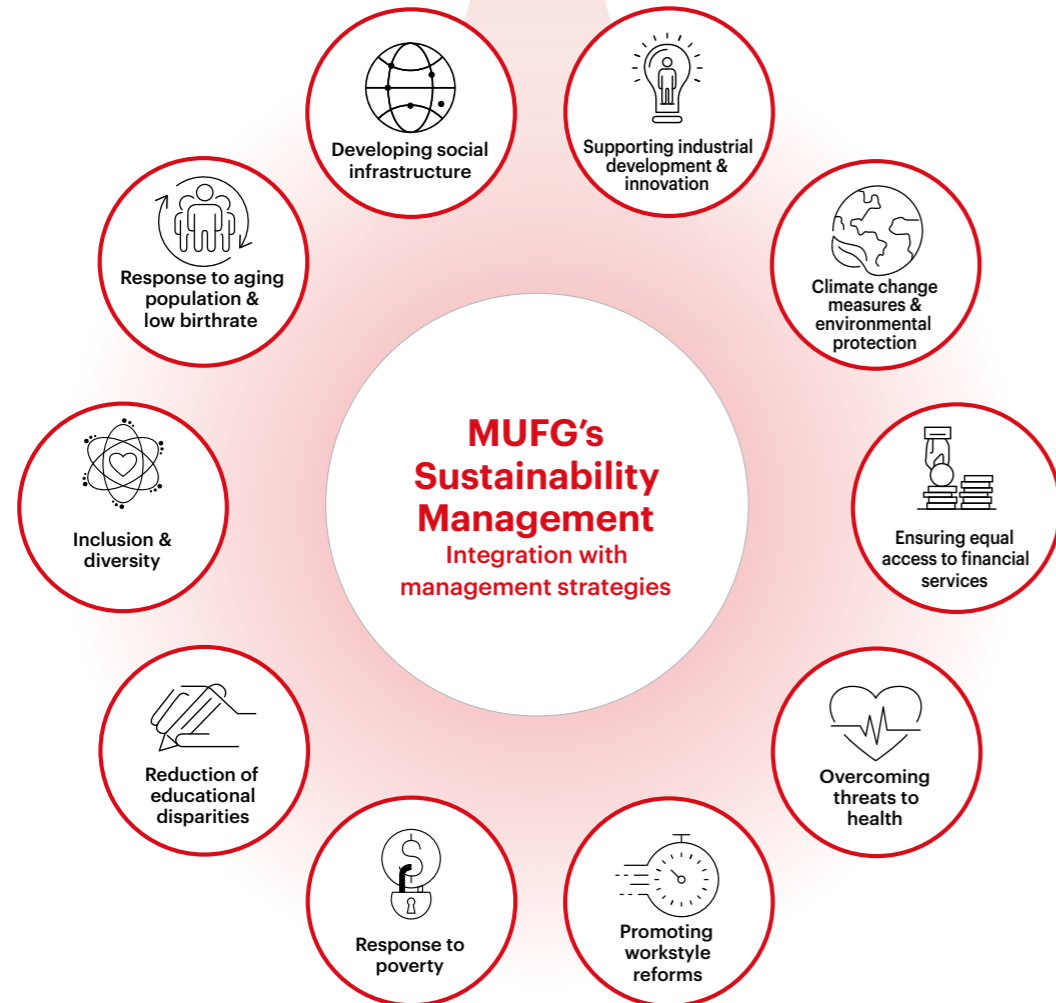 Developing social
infrastructure
Supporting industrial
development &
innovation
Response to aging
population &
low birthrate
Climate change
measures &
environmental
protection
MUFG's
Sustainability
Management
Integration with
management strategies
Inclusion &
diversity
Ensuring equal
access to financial
services
Reduction of
educational
disparities
Overcoming
threats to
health
Response to
poverty
Promoting
workstyle
reforms